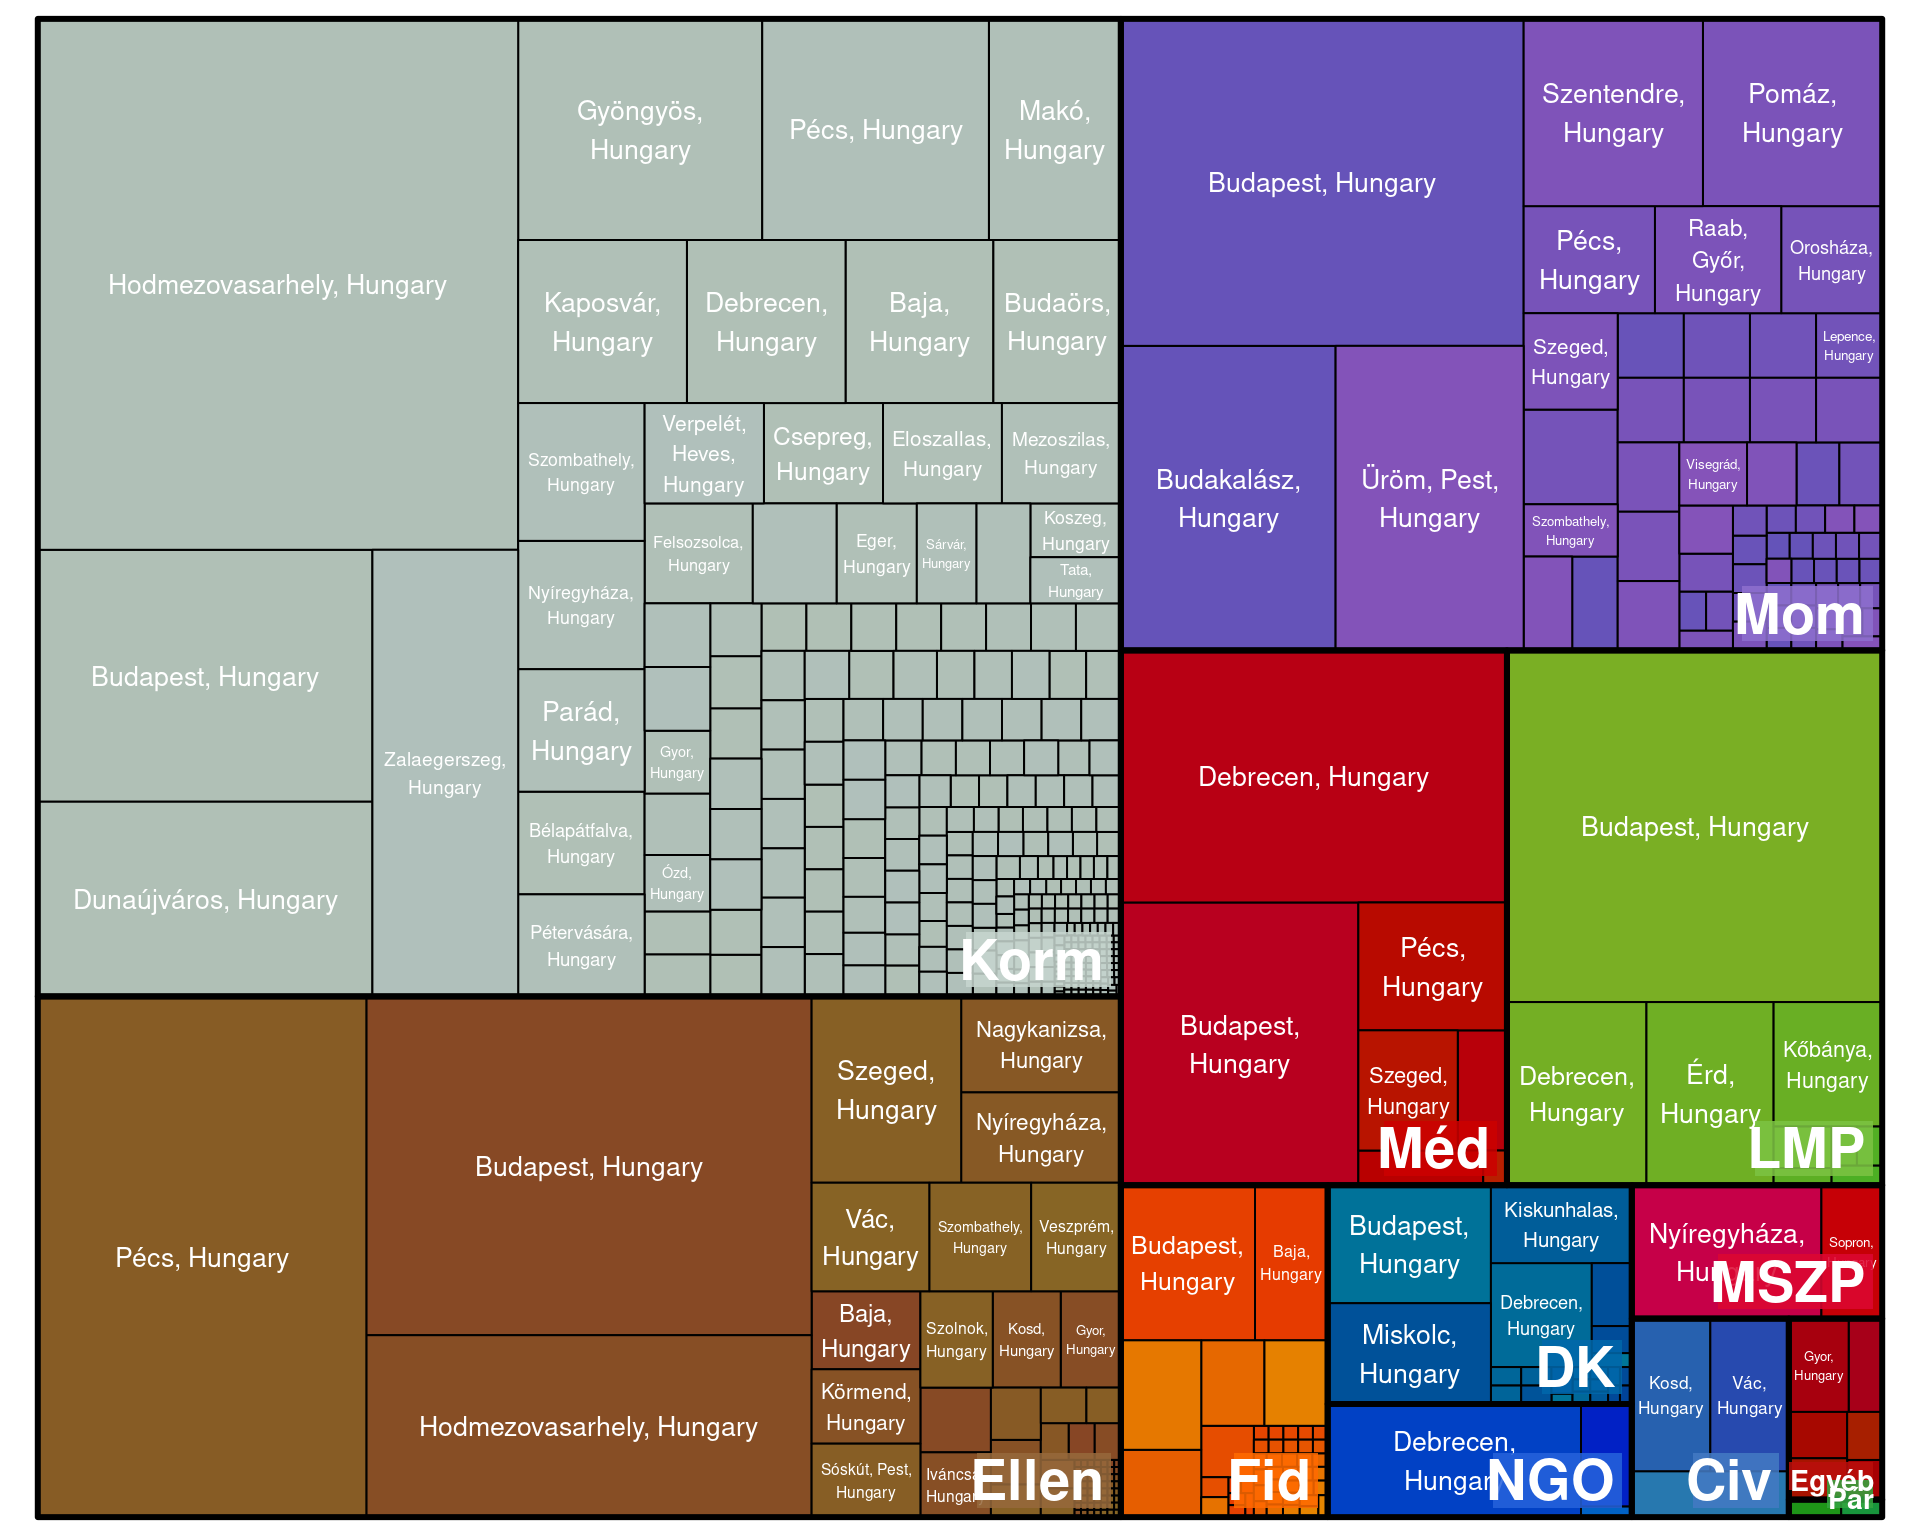 Hodmezovasarhely, Hungary
Gyöngyös,
Hungary
Pécs, Hungary
Makó,
Hungary
Kaposvár,
Hungary
Debrecen,
Hungary
Baja,
Hungary
Budaörs,
Hungary
Szombathely,
Hungary
Verpelét,
Heves,
Hungary
Csepreg,
Hungary
Eloszallas,
Hungary
Mezoszilas,
Hungary
Felsozsolca,
Hungary
Eger,
Hungary
Sárvár,
Hungary
Koszeg,
Hungary
Tata,
Hungary
Budapest, Hungary
Dunaújváros, Hungary
Zalaegerszeg,
Hungary
Nyíregyháza,
Hungary
Parád,
Hungary
Gyor,
Hungary
Bélapátfalva,
Hungary
Ózd,
Hungary
Pétervására,
Hungary
Korm
Budapest, Hungary
Szentendre,
Hungary
Pomáz,
Hungary
Pécs,
Hungary
Raab,
Győr,
Hungary
Orosháza,
Hungary
Szeged,
Hungary
Lepence,
Hungary
Budakalász,
Hungary
Üröm, Pest,
Hungary
Visegrád,
Hungary
Szombathely,
Hungary
Mom
Debrecen, Hungary
Budapest,
Hungary
Pécs,
Hungary
Szeged,
Hungary
Méd
Budapest, Hungary
Debrecen,
Hungary
Érd,
Hungary
Kőbánya,
Hungary
LMP
Pécs, Hungary
Budapest, Hungary
Hodmezovasarhely, Hungary
Szeged,
Hungary
Nagykanizsa,
Hungary
Nyíregyháza,
Hungary
Vác,
Hungary
Szombathely,
Hungary
Veszprém,
Hungary
Baja,
Hungary
Szolnok,
Hungary
Kosd,
Hungary
Gyor,
Hungary
Körmend,
Hungary
Sóskút, Pest,
Hungary
Ellen
Budapest,
Hungary
Baja,
Hungary
Fid
Budapest,
Hungary
Kiskunhalas,
Hungary
Miskolc,
Hungary
Debrecen,
Hungary
DK
Debrecen,
NGO
Nyíregyháza,
Sopron,
MSZP
Kosd,
Hungary
Vác,
Hungary
Civ
Gyor,
Hungary
Egyéb
Pár